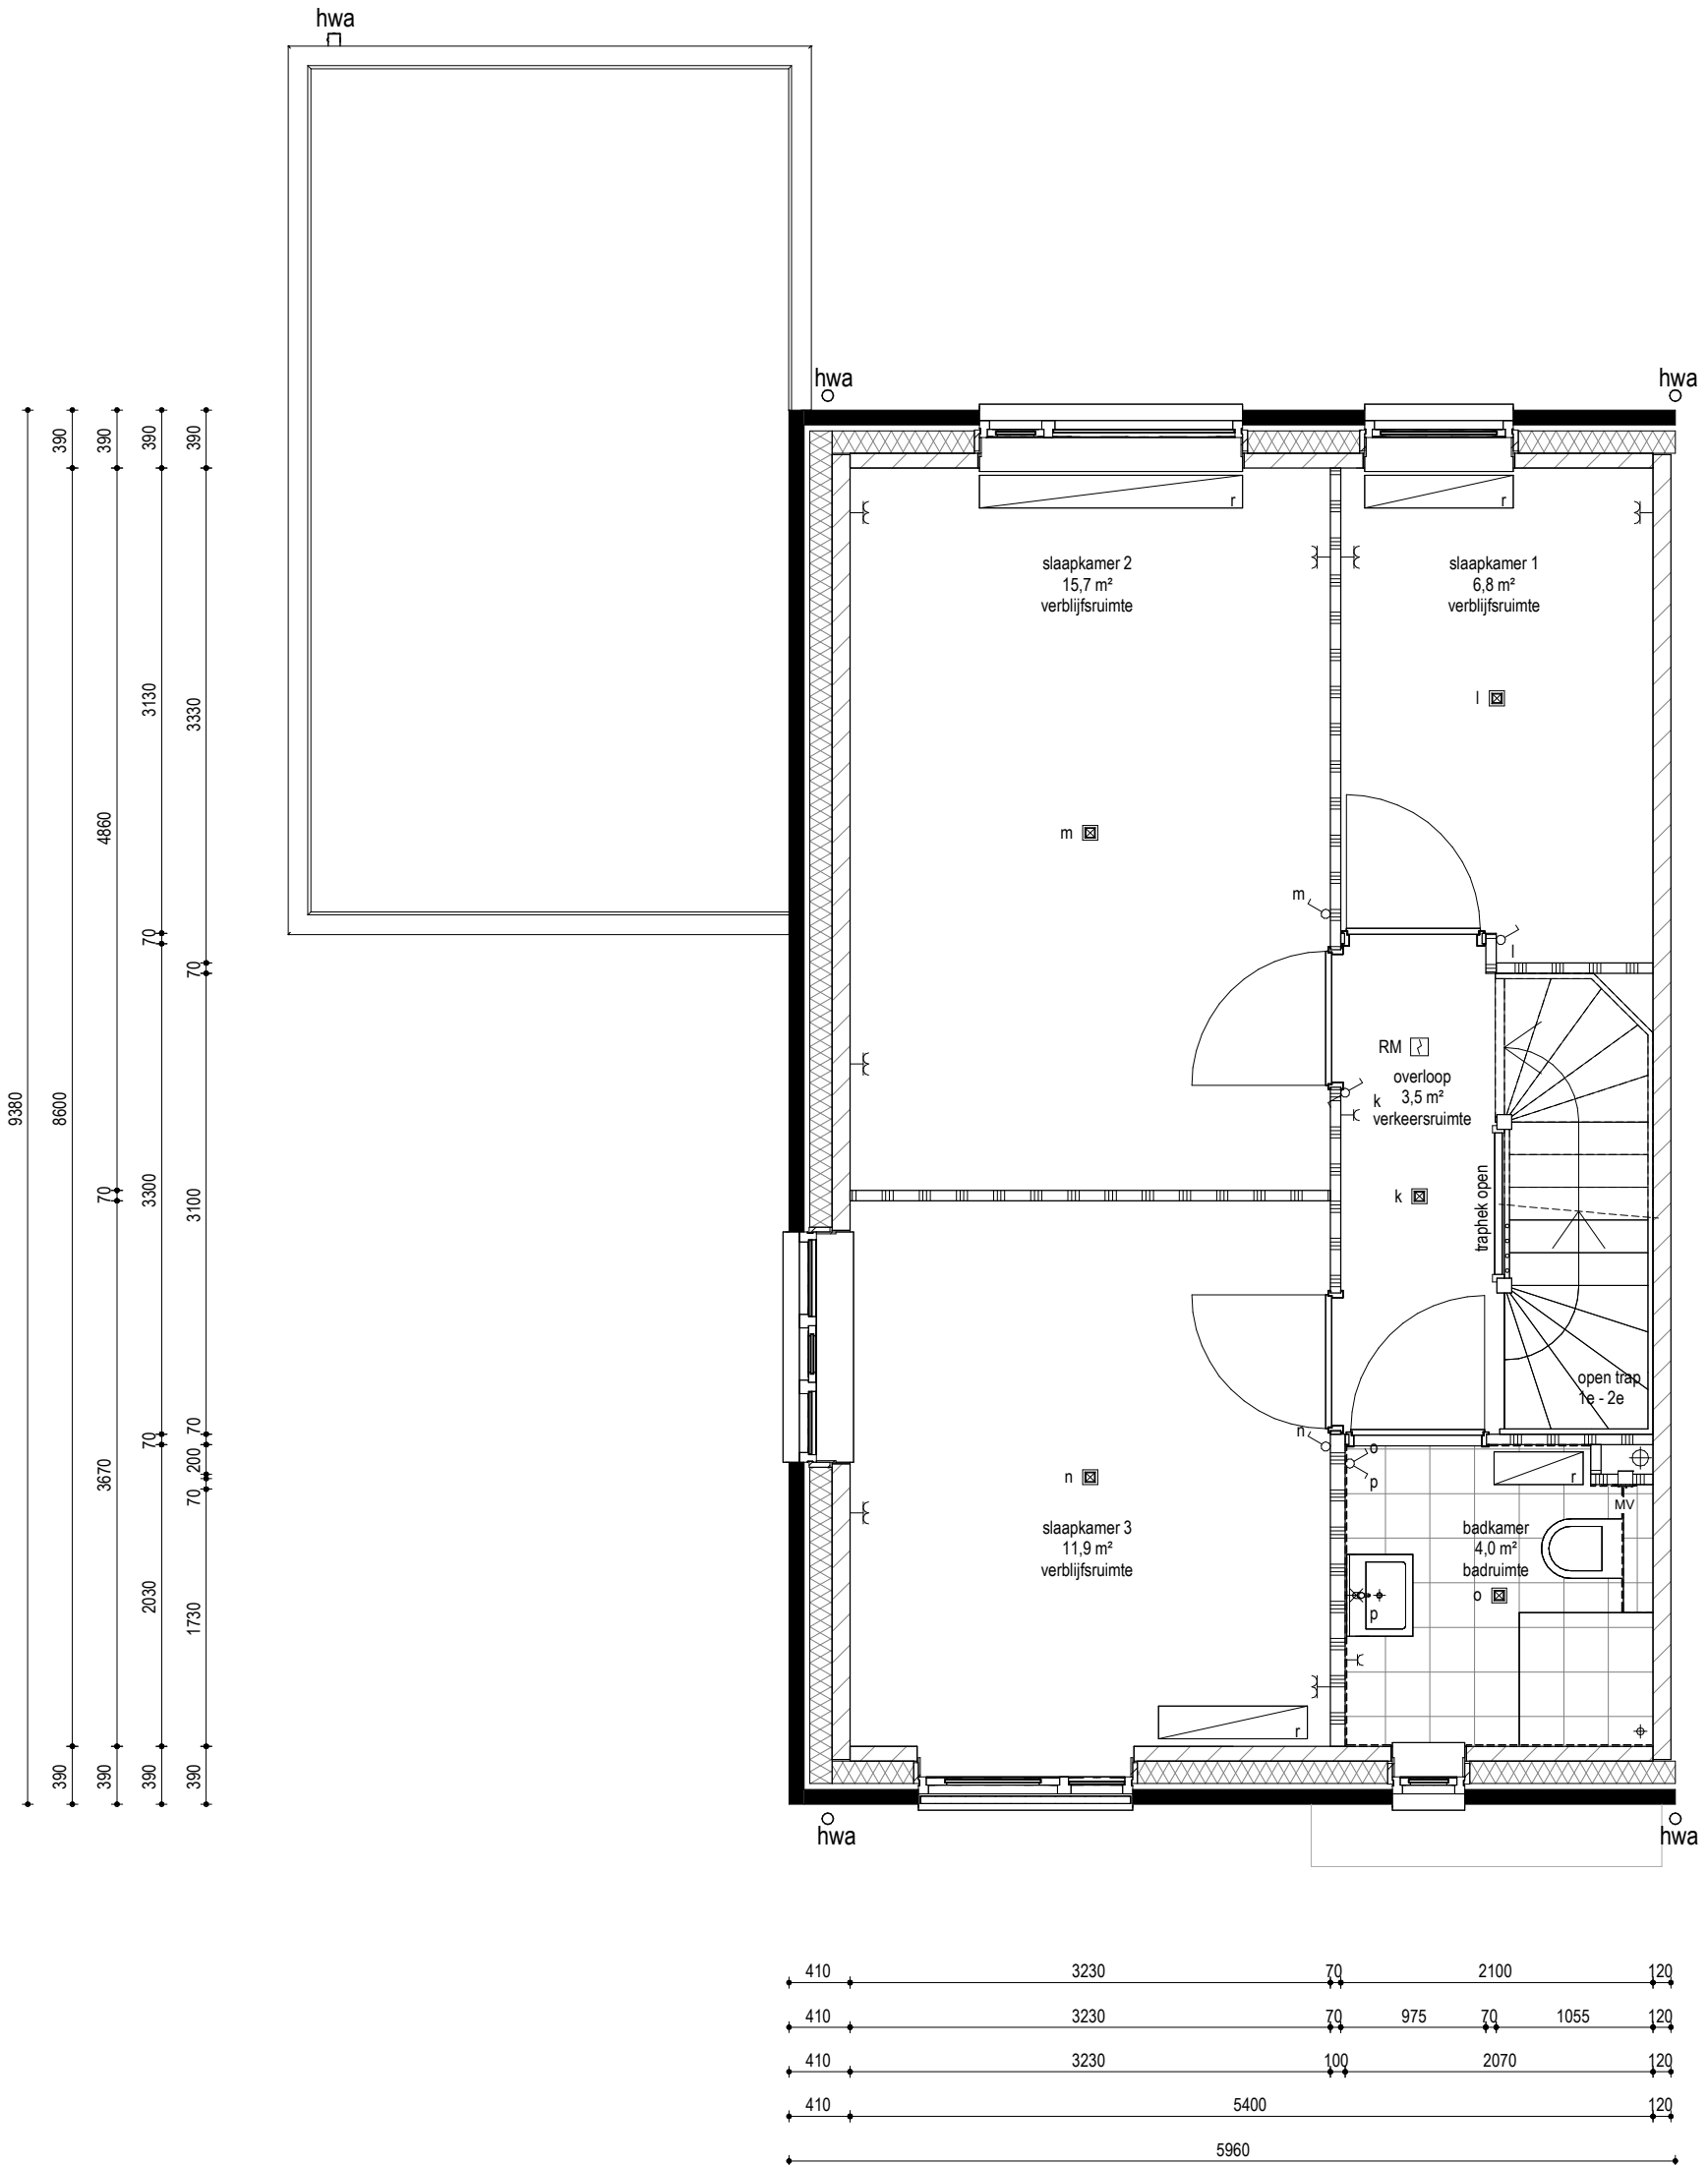 hwa
hwa
hwa
r
r
slaapkamer 2
15,7 m²
verblijfsruimte
slaapkamer 1
6,8 m²
verblijfsruimte
l
m
m
l
RM
overloop
3,5 m²
verkeersruimte
k
k
traphek open
open trap
1e - 2e
n
o
p
r
MV
n
slaapkamer 3
11,9 m²
verblijfsruimte
badkamer
4,0 m²
badruimte
o
p
r
hwa
hwa
9380
390
8600
390
390
4860
70
3670
390
390
3130
70
3300
70
2030
390
390
3330
70
3100
70
200
70
1730
390
410 3230 70 2100 120
410 3230 70 975 70 1055 120
410 3230 100 2070 120
410 5400 120
5960